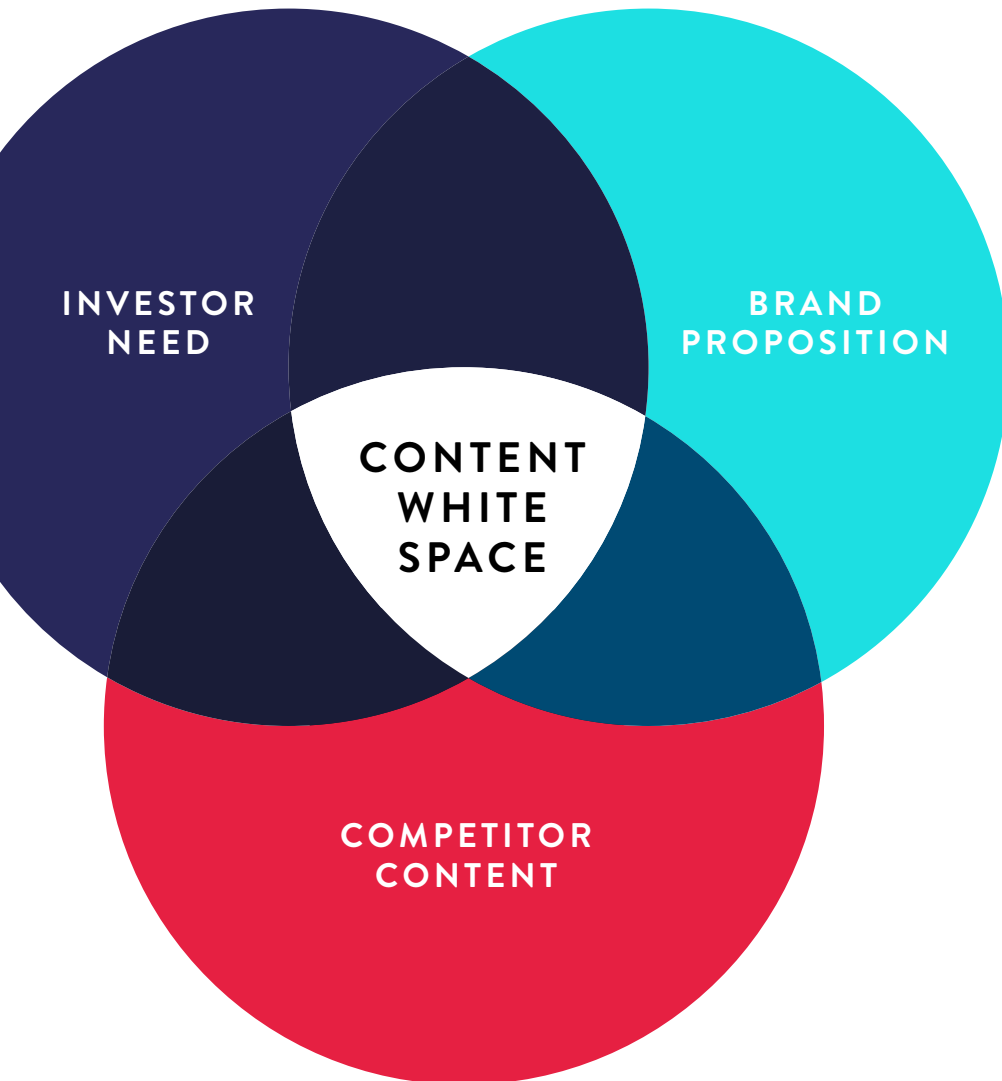 INVESTOR
NEED
BRAND
PROPOSITION
CONTENT
WHITE
SPACE
COMPETITOR
CONTENT